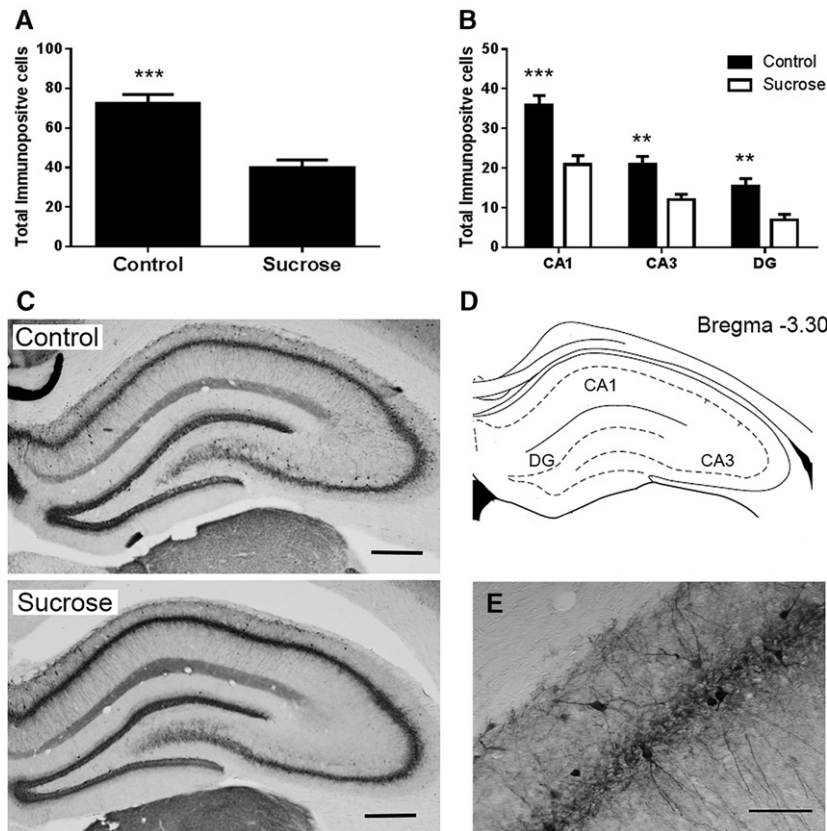 A
Total Immunopositve cells
100
80
60
40
20
0
***
Control
Sucrose
B
Total Immunopositve cells
50
40
30
20
10
0
***
**
**
Control
Sucrose
CA1
CA3
DG
C
Control
Sucrose
D
Bregma -3.30
CA1
DG
CA3
E